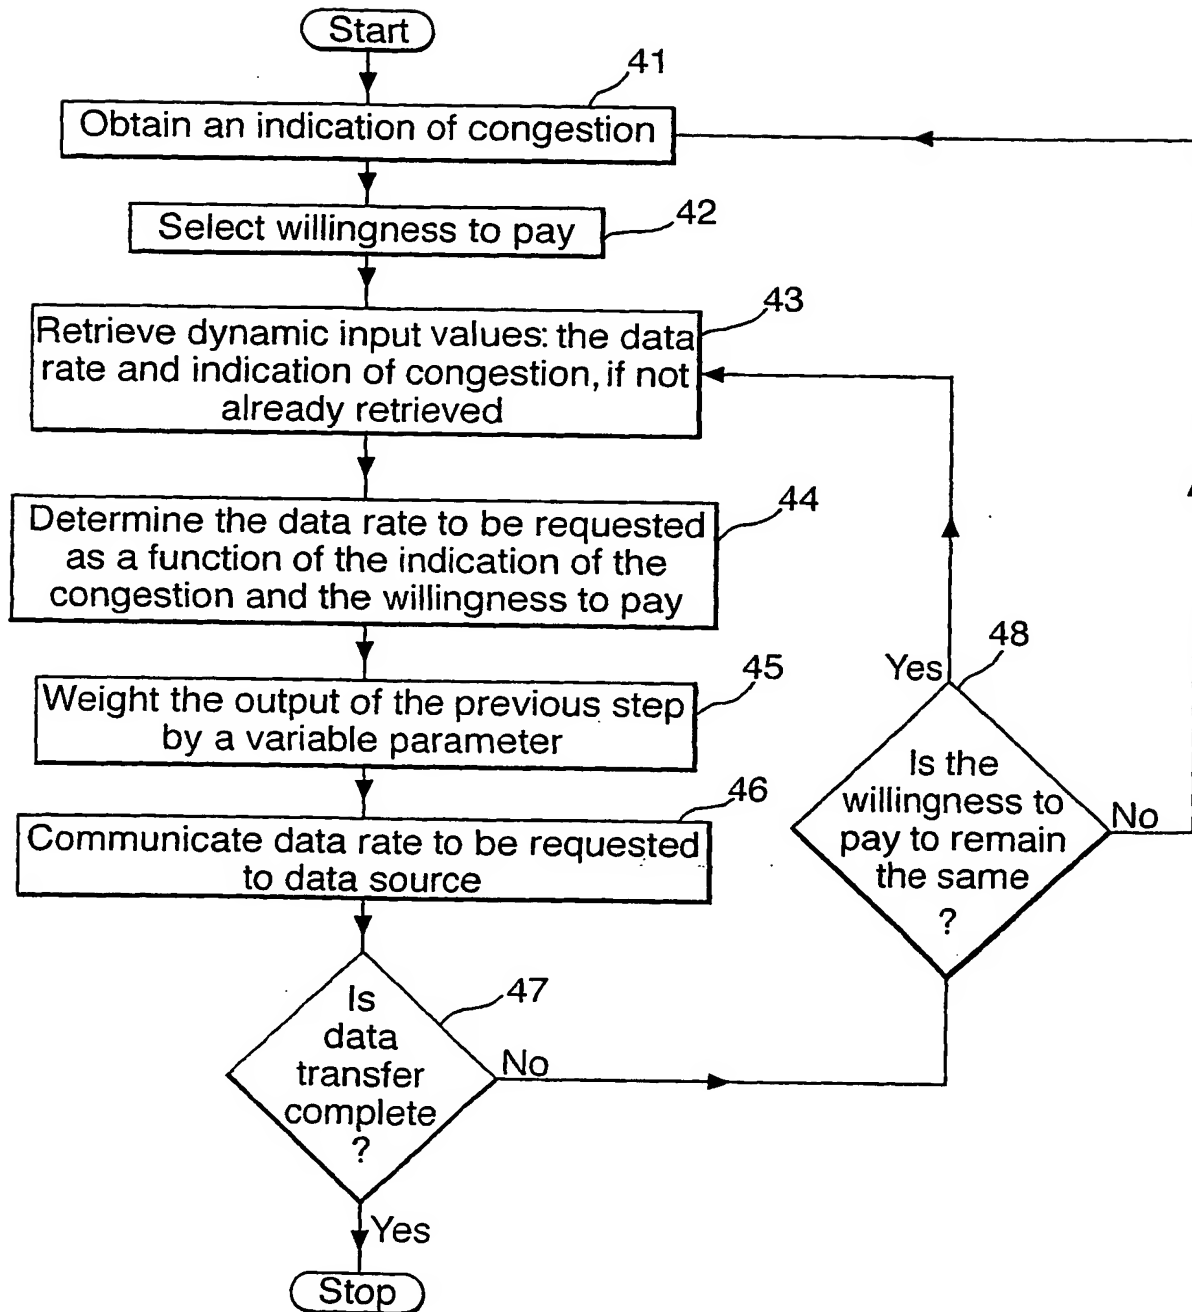 Start
41
Obtain an indication of congestion
42
Select willingness to pay
43
Retrieve dynamic input values: the data
rate and indication of congestion, if not
already retrieved
44
Determine the data rate to be requested
as a function of the indication of the
congestion and the willingness to pay
45
Weight the output of the previous step
by a variable parameter
46
Communicate data rate to be requested
to data source
47
Is
data
transfer
complete
?
No
Yes
Stop
48
Yes
Is the
willingness to
pay to remain
the same
?
No